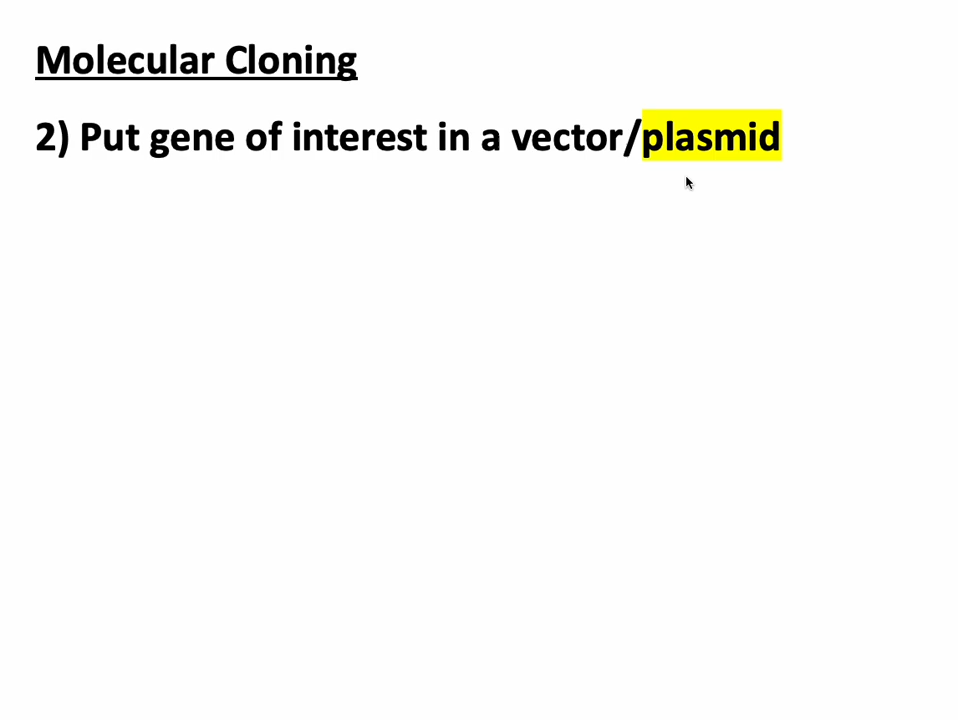 Molecular Cloning
2) Put gene of interest in a vector/plasmid